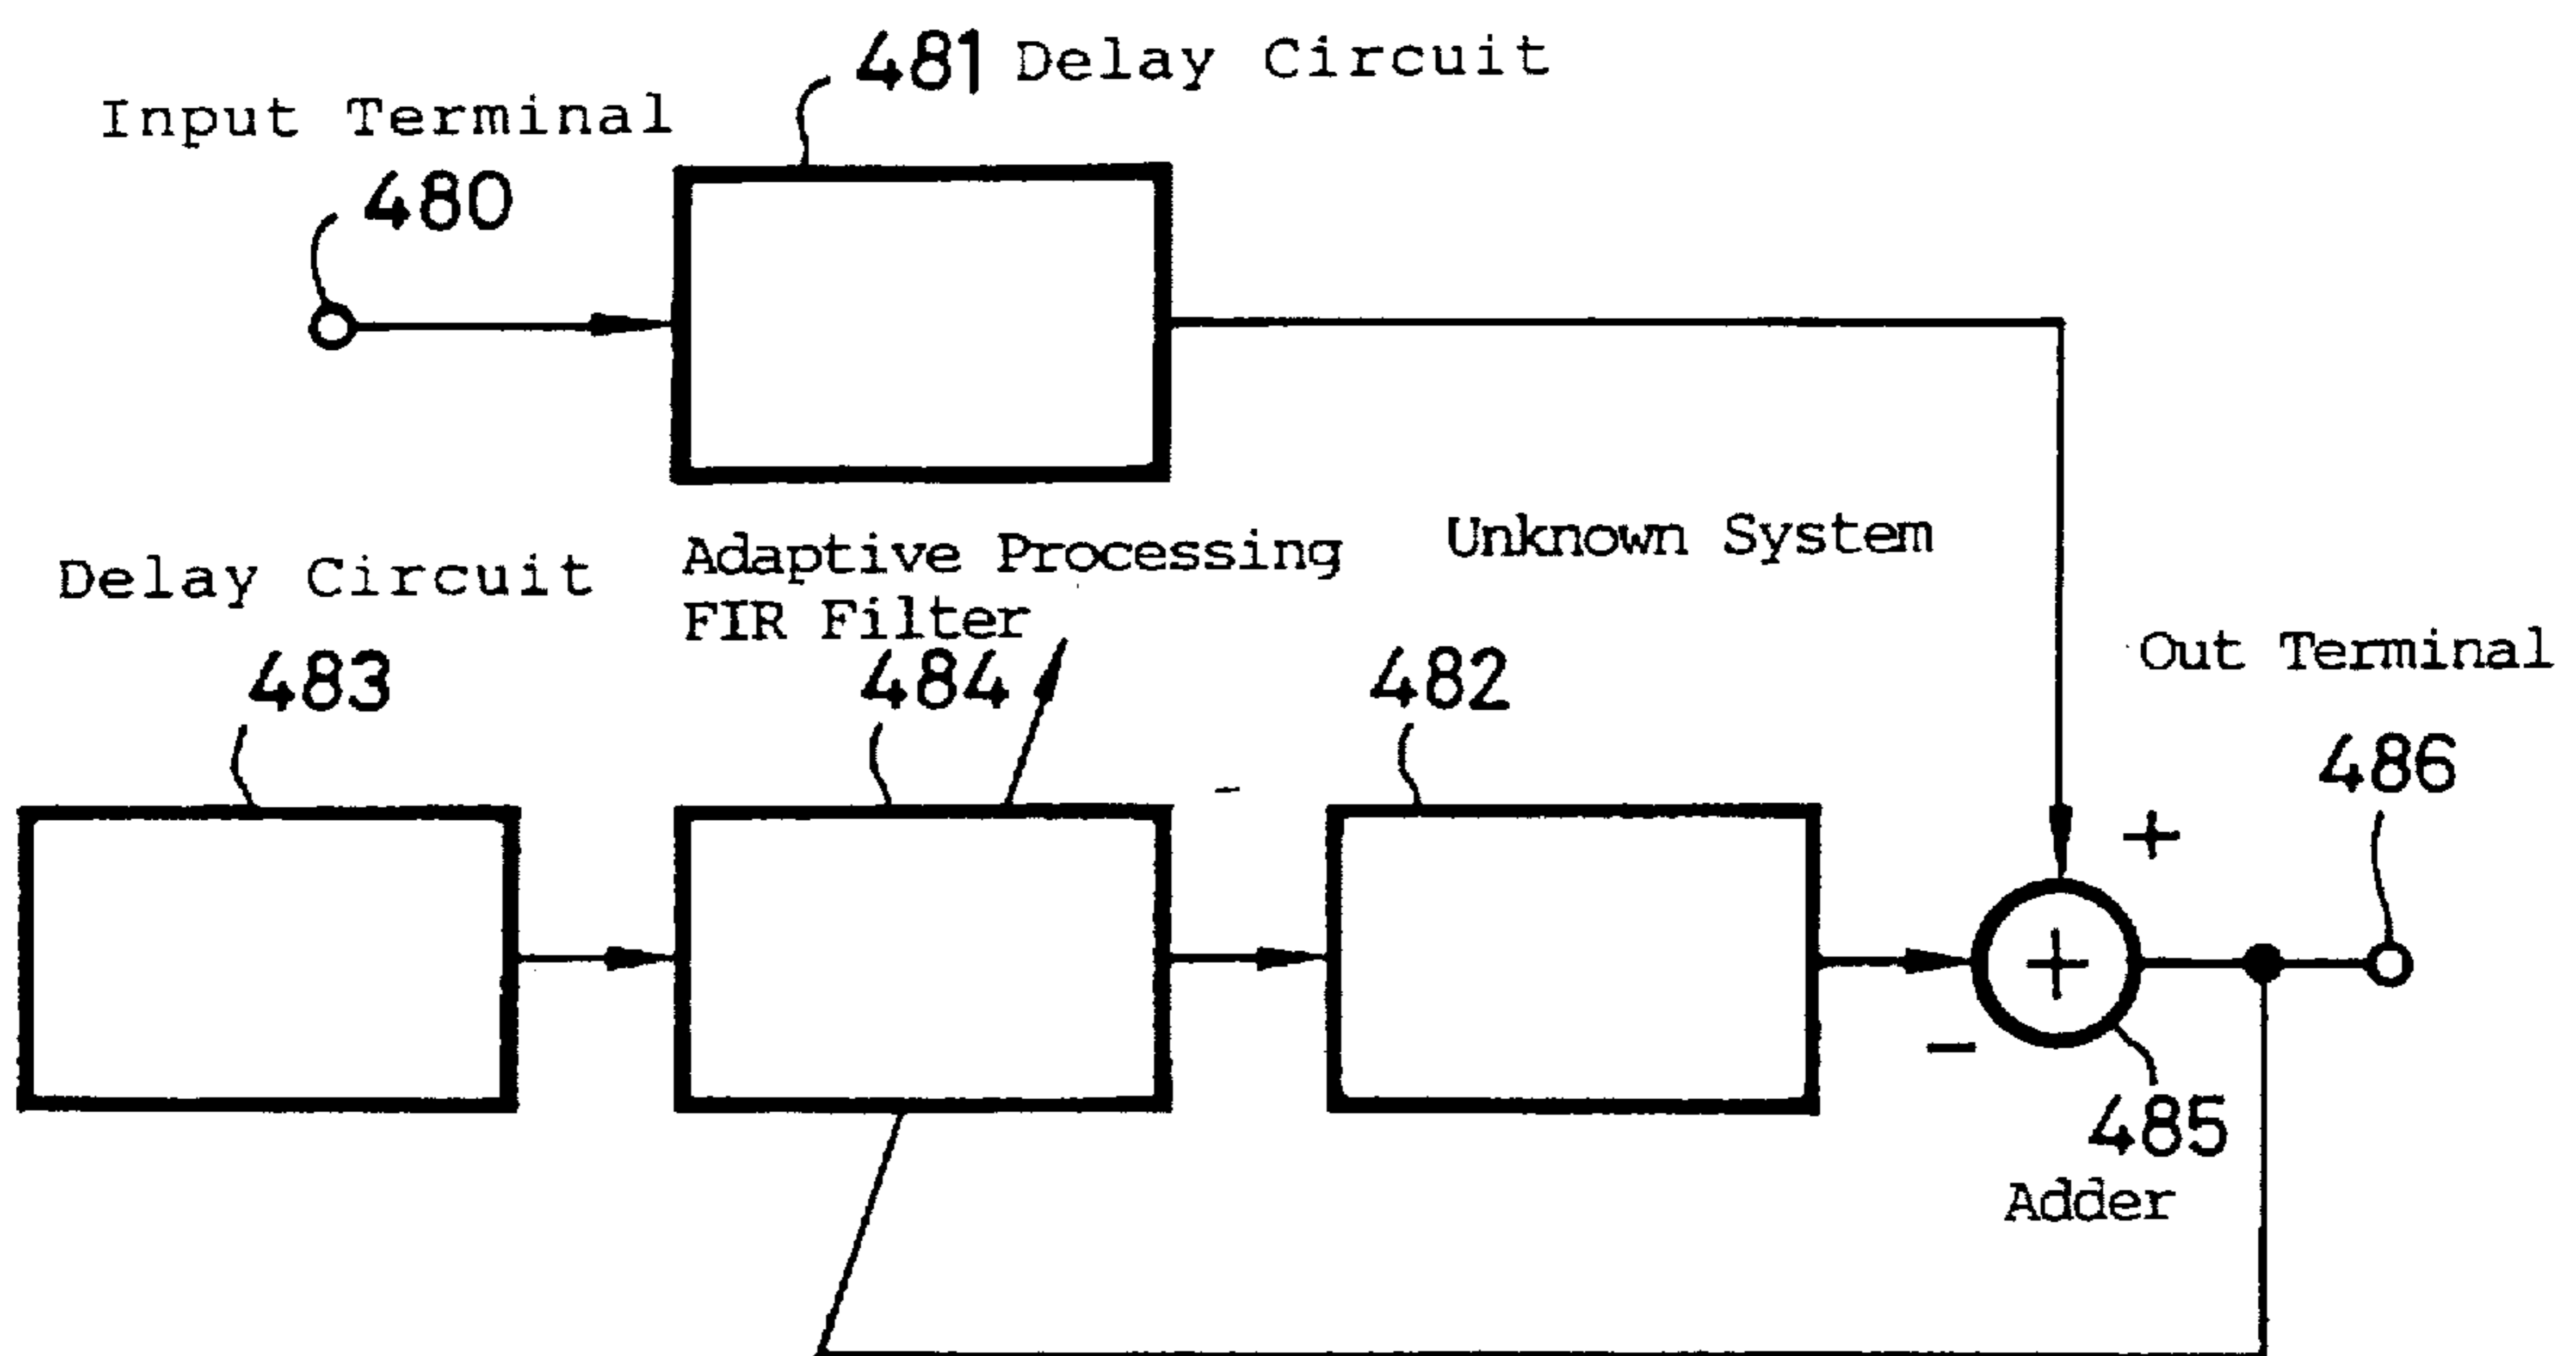 481 Delay Circuit
Input Terminal
480
Adaptive Processing
FIR Filter
Unknown System
Delay Circuit
Out Terminal
483
484
482
486
+
-
+
-
485
Adder